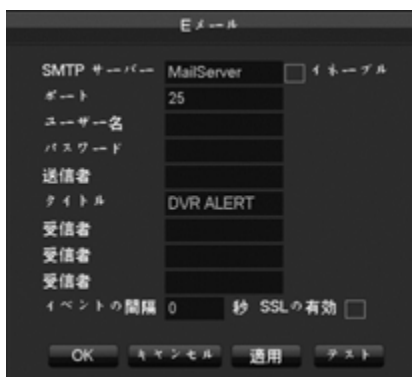 Eメール
SMTP サーバー MailServer イネーブル
ポート 25
ユーザー名
パスワード
送信者
タイトル DVR ALERT
受信者
受信者
受信者
イベントの間隔 0 秒 SSLの有効
OK キャンセル 適用 テスト